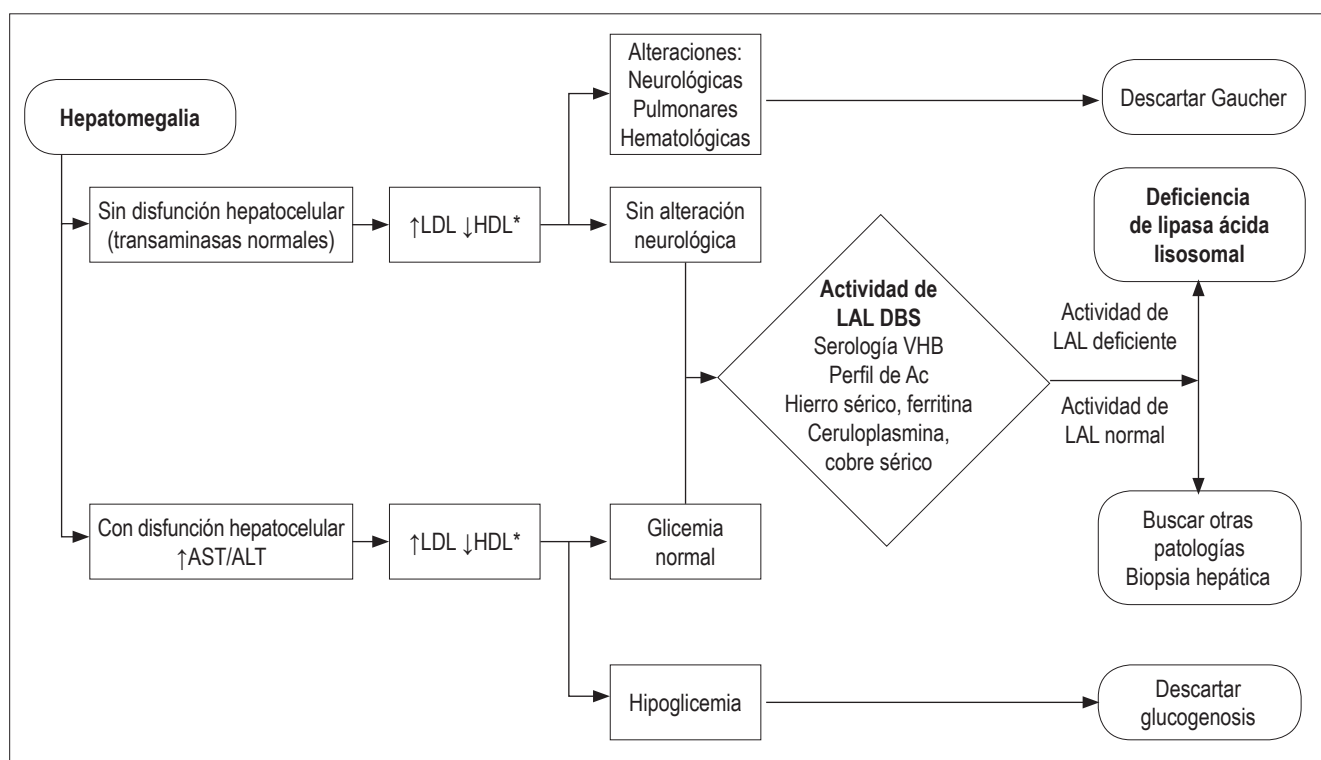 Hepatomegalia
Sin disfunción hepatocelular
(transaminasas normales)
↑LDL ↓HDL*
Alteraciones:
Neurológicas
Pulmonares
Hematológicas
Descartar Gaucher
Sin alteración
neurológica
Con disfunción hepatocelular
↑AST/ALT
↑LDL ↓HDL*
Glicemia
normal
Hipoglicemia
Descartar
glucogenosis
Actividad de
LAL DBS
Serología VHB
Perfil de Ac
Hierro sérico, ferritina
Ceruloplasmina,
cobre sérico
Actividad de
LAL deficiente
Deficiencia
de lipasa ácida
lisosomal
Actividad de
LAL normal
Buscar otras
patologías
Biopsia hepática